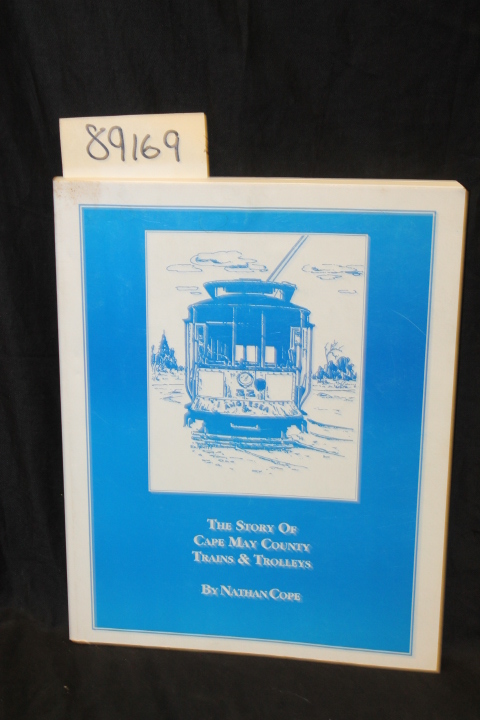 89169
THE STORY OF
CAPE MAY COUNTY
TRAINS & TROLLEYS
BY NATHAN COPE